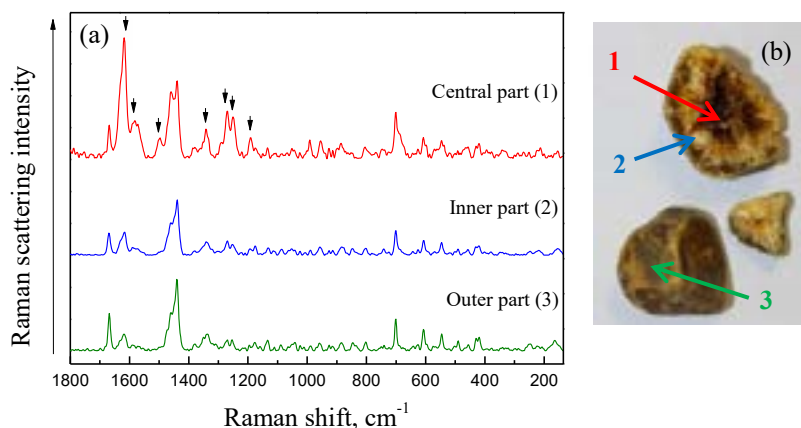 (a)
Central part (1)
Inner part (2)
Outer part (3)
Raman scattering intensity
1800 1600 1400 1200 1000 800 600 400 200
Raman shift, cm⁻¹
(b)
1
2
3